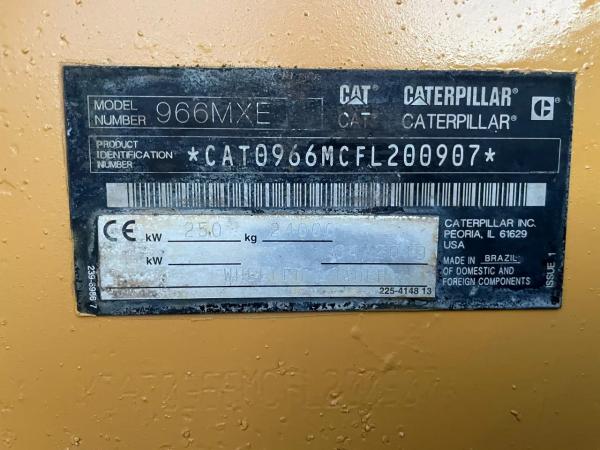 MODEL NUMBER 966MXE
CAT CATERPILLAR C
CAT CATERPILLAR
PRODUCT IDENTIFICATION NUMBER *CAT0966MCFL200907*
CE kW 250 kg
kW
CATERPILLAR INC.
PEORIA, IL 61629
USA
MADE IN BRAZIL
OF DOMESTIC AND
FOREIGN COMPONENTS
ISSUE 1
225-4148 13